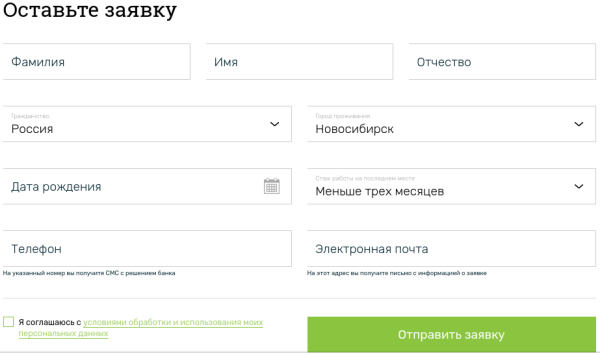 Оставьте заявку
Фамилия
Имя
Отчество
Гражданство
Россия
Город проживания
Новосибирск
Дата рождения
Стаж работы на последнем месте
Меньше трех месяцев
Телефон
Электронная почта
На указанный номер вы получите СМС с решением банка
На этот адрес вы получите письмо с информацией о заявке
Я соглашаюсь с условиями обработки и использования моих
персональных данных
Отправить заявку